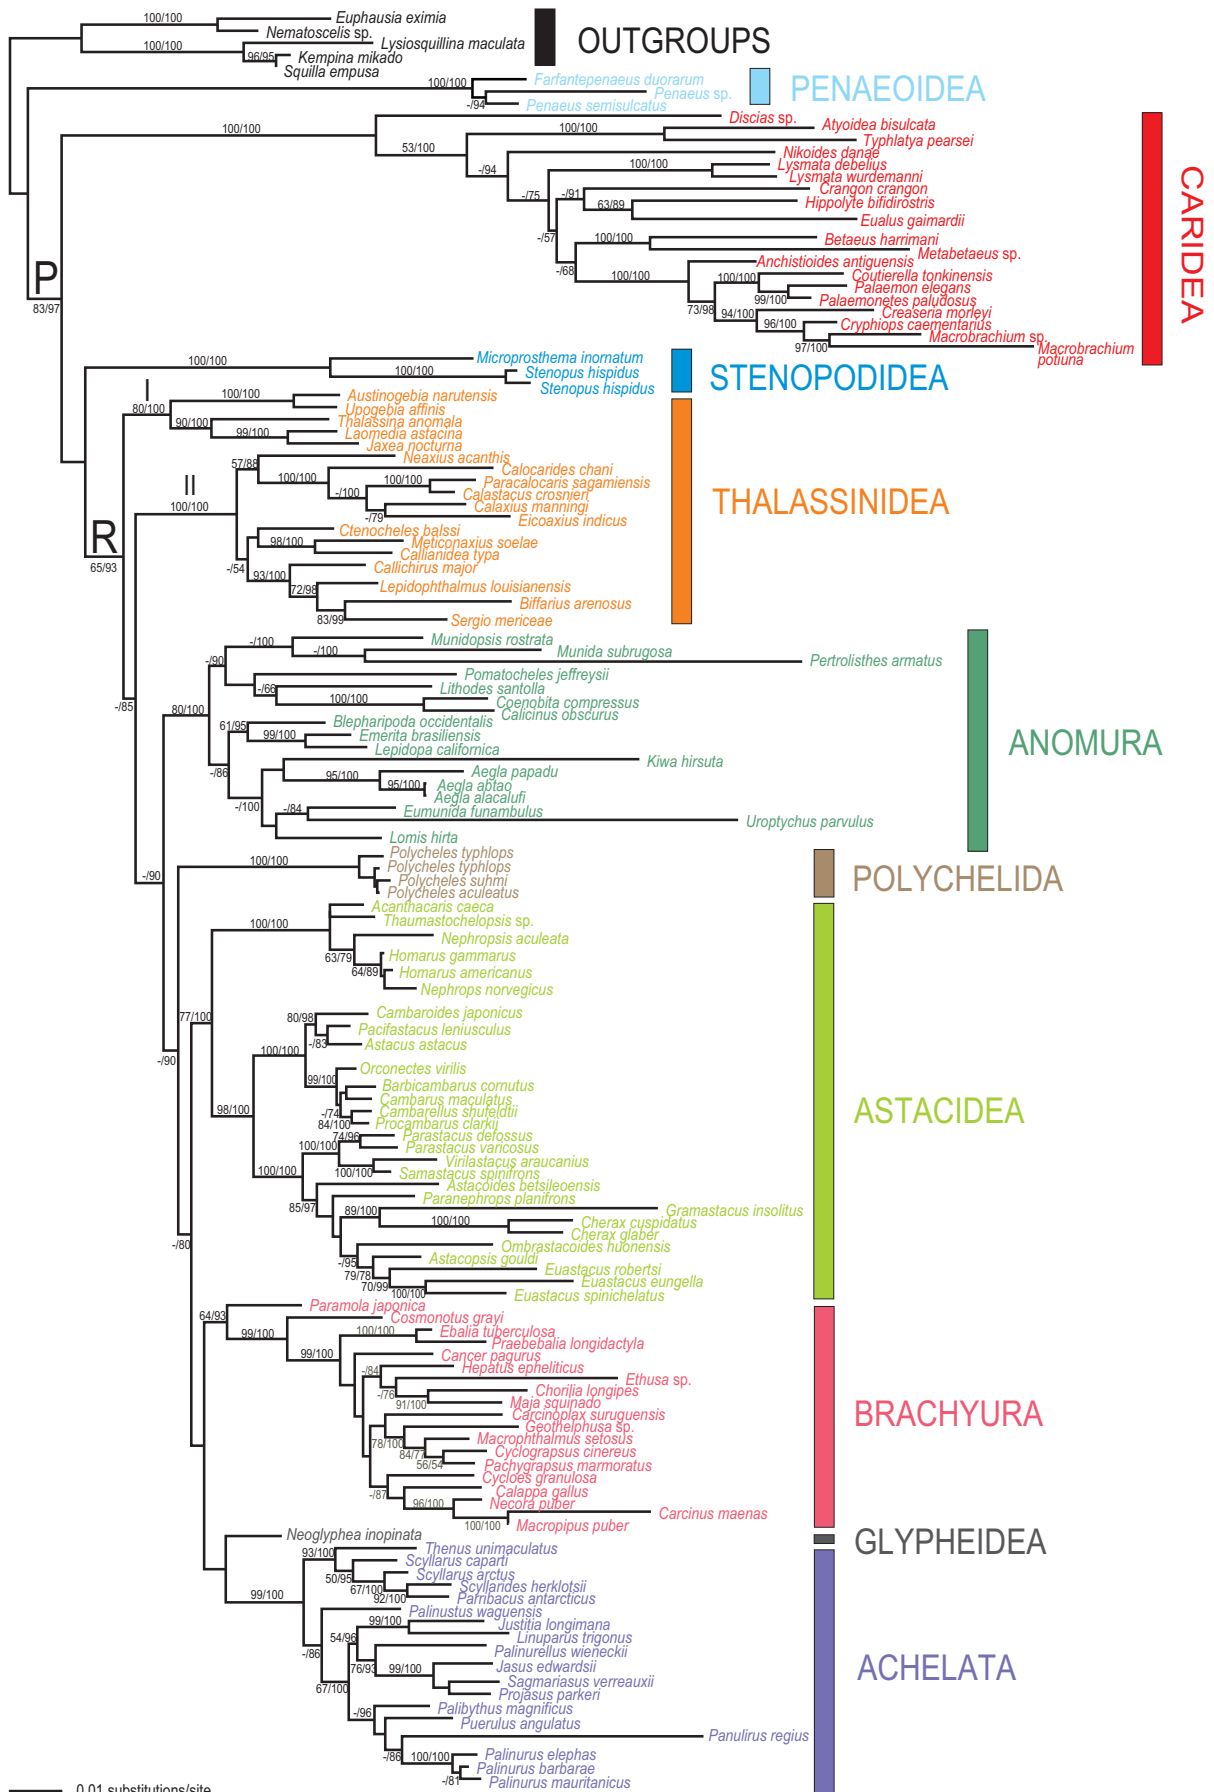 100/100
Euphausia eximia
Nematoscelis sp.
100/100
Lysiosquillina maculata
96/95
Kempina mikado
Squilla empusa
OUTGROUPS
100/100
Farfantepenaeus duorarum
Penaeus sp.
-/94
Penaeus semisulcatus
PENAEOIDEA
P
83/97
100/100
Discias sp.
53/100
100/100
Atyoidea bisulcata
Typhlatya pearsei
-/94
Nikoides danae
-/75
100/100
Lysmata debelius
Lysmata wurdemanni
-/91
Crangon crangon
63/89
Hippolyte bifidirostris
Eualus gaimardii
-/57
100/100
Betaeus harrimani
Metabetaeus sp.
-/68
100/100
Anchistioides antiguensis
100/100
Coutierella tonkinensis
Palaemon elegans
99/100
Palaemonetes paludosus
73/98
94/100
Creaseria morleyi
96/100
Cryphiops caementarius
Macrobrachium sp.
97/100
Macrobrachium
potiuna
CARIDEA
100/100
Microprosthema inornatum
100/100
Stenopus hispidus
Stenopus hispidus
STENOPODIDEA
R
65/93
I
80/100
100/100
Austinogebia narutensis
Upogebia affinis
90/100
Thalassina anomala
99/100
Laomedia astacina
Jaxea nocturna
II
100/100
57/88
Neaxius acanthis
100/100
Calocarides chani
-/100
100/100
Paracalocaris sagamiensis
Calastacus crosnieri
-/79
Calaxius manningi
Eicoaxius indicus
-/54
Ctenocheles balssi
98/100
Meticonaxius soelae
Callianidea typa
93/100
Callichirus major
72/98
Lepidophthalmus louisianensis
83/99
Biffarius arenosus
Sergio mericeae
THALASSINIDEA
-/85
80/100
-/90
-/100
Munidopsis rostrata
-/100
Munida subrugosa
Pertrolisthes armatus
Pomatocheles jeffreysii
-/66
Lithodes santolla
100/100
Coenobita compressus
Calicinus obscurus
-/86
61/95
Blepharipoda occidentalis
99/100
Emerita brasiliensis
Lepidopa californica
-/100
Kiwa hirsuta
95/100
Aegla papadu
95/100
Aegla abtao
Aegla alacalufi
-/84
Eumunida funambulus
Uroptychus parvulus
Lomis hirta
ANOMURA
-/90
100/100
Polycheles typhlops
Polycheles typhlops
Polycheles suhmi
Polycheles aculeatus
POLYCHELIDA
-/90
77/100
100/100
Acanthacaris caeca
Thaumastochelopsis sp.
63/79
Nephropsis aculeata
64/89
Homarus gammarus
Homarus americanus
Nephrops norvegicus
98/100
100/100
80/98
Cambaroides japonicus
-/83
Pacifastacus leniusculus
Astacus astacus
99/100
Orconectes virilis
Barbicambarus cornutus
-/74
Cambarus maculatus
84/100
Cambarellus shufeldtii
Procambarus clarkii
100/100
100/100
74/96
Parastacus defossus
Parastacus varicosus
100/100
Virilastacus araucanius
Samastacus spinifrons
85/97
Astacoides betsileoensis
Paranephrops planifrons
89/100
Gramastacus insolitus
100/100
Cherax cuspidatus
Cherax glaber
-/95
Ombrastacoides huonensis
79/78
Astacopsis gouldi
70/99
Euastacus robertsi
100/100
Euastacus eungella
Euastacus spinichelatus
ASTACIDEA
-/80
64/93
Paramola japonica
99/100
Cosmonotus grayi
99/100
100/100
Ebalia tuberculosa
Praebebalia longidactyla
Cancer pagurus
-/84
Hepatus epheliticus
-/76
Ethusa sp.
91/100
Chorilia longipes
Maja squinado
Carcinoplax suruguensis
78/100
Geothelphusa sp.
84/77
Macrophthalmus setosus
56/54
Cyclograpsus cinereus
Pachygrapsus marmoratus
-/87
Cycloes granulosa
Calappa gallus
96/100
Necora puber
100/100
Carcinus maenas
Macropipus puber
BRACHYURA
Neoglyphea inopinata
GLYPHEIDEA
99/100
93/100
Thenus unimaculatus
50/95
Scyllarus caparti
67/100
Scyllarus arctus
92/100
Scyllarides herklotsii
Parribacus antarcticus
-/86
Palinustus waguensis
67/100
54/96
99/100
Justitia longimana
Linuparus trigonus
76/93
Palinurellus wieneckii
99/100
Jasus edwardsii
Sagmariasus verreauxii
Projasus parkeri
-/96
Palibythus magnificus
Puerulus angulatus
-/86
Panulirus regius
100/100
Palinurus elephas
-/81
Palinurus barbarae
Palinurus mauritanicus
ACHELATA
0.01 substitutions/site